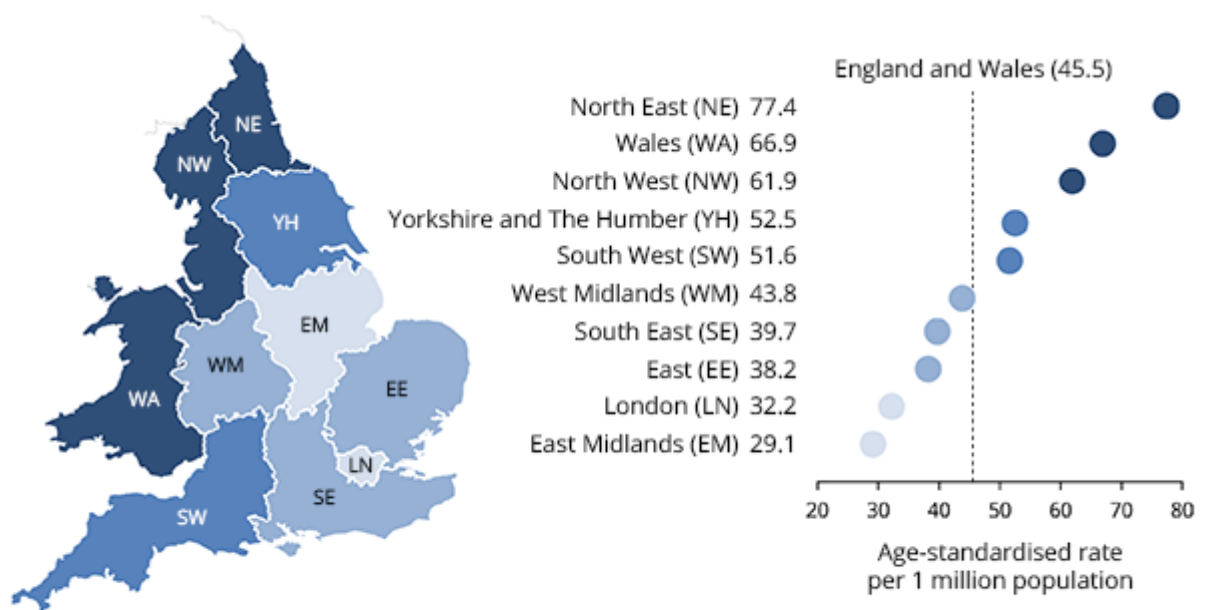 NE
NW
YH
EM
WM
EE
WA
LN
SE
SW
England and Wales (45.5)
North East (NE) 77.4
Wales (WA) 66.9
North West (NW) 61.9
Yorkshire and The Humber (YH) 52.5
South West (SW) 51.6
West Midlands (WM) 43.8
South East (SE) 39.7
East (EE) 38.2
London (LN) 32.2
East Midlands (EM) 29.1
20 30 40 50 60 70 80
Age-standardised rate
per 1 million population